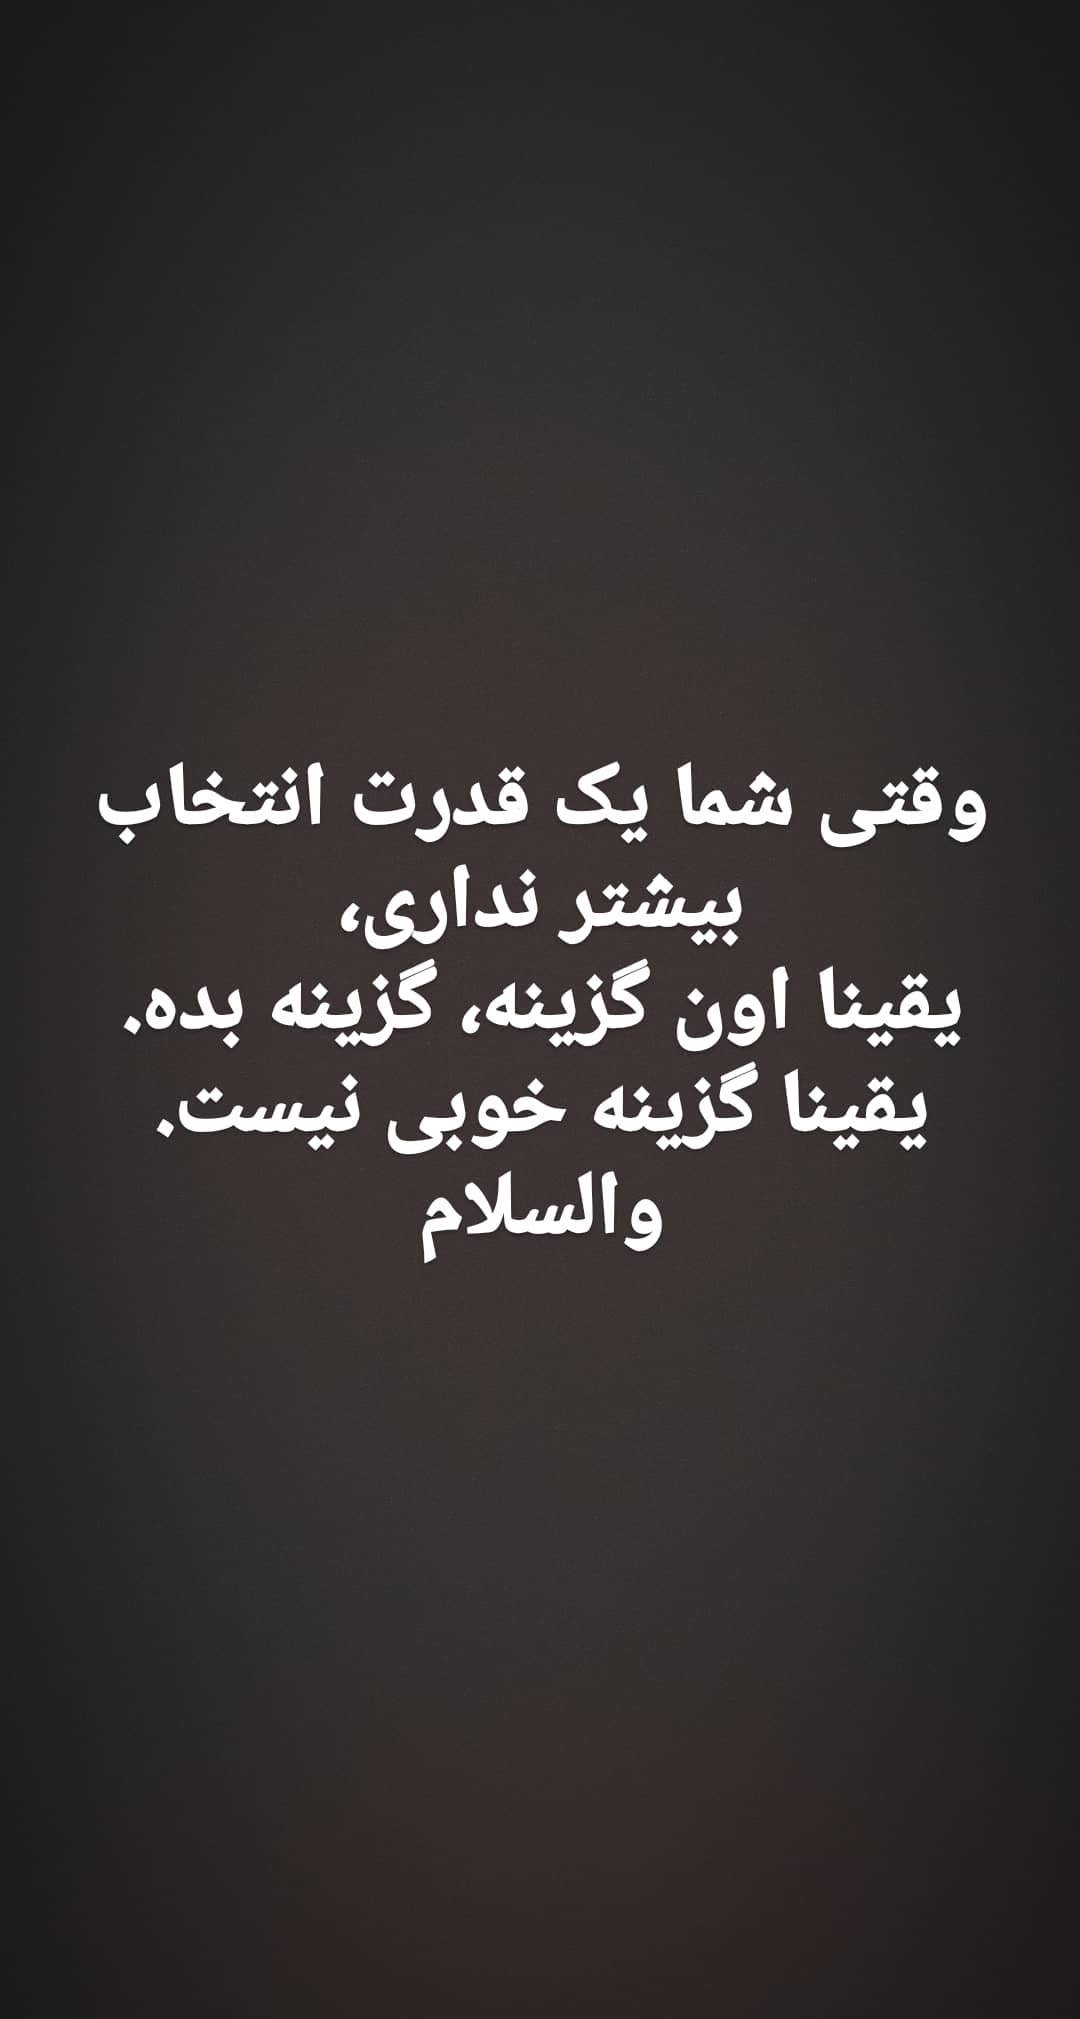 وقتی شما یک قدرت انتخاب
بیشتر نداری،
یقینا اون گزینه، گزینه بده.
یقینا گزینه خوبی نیست.
والسلام